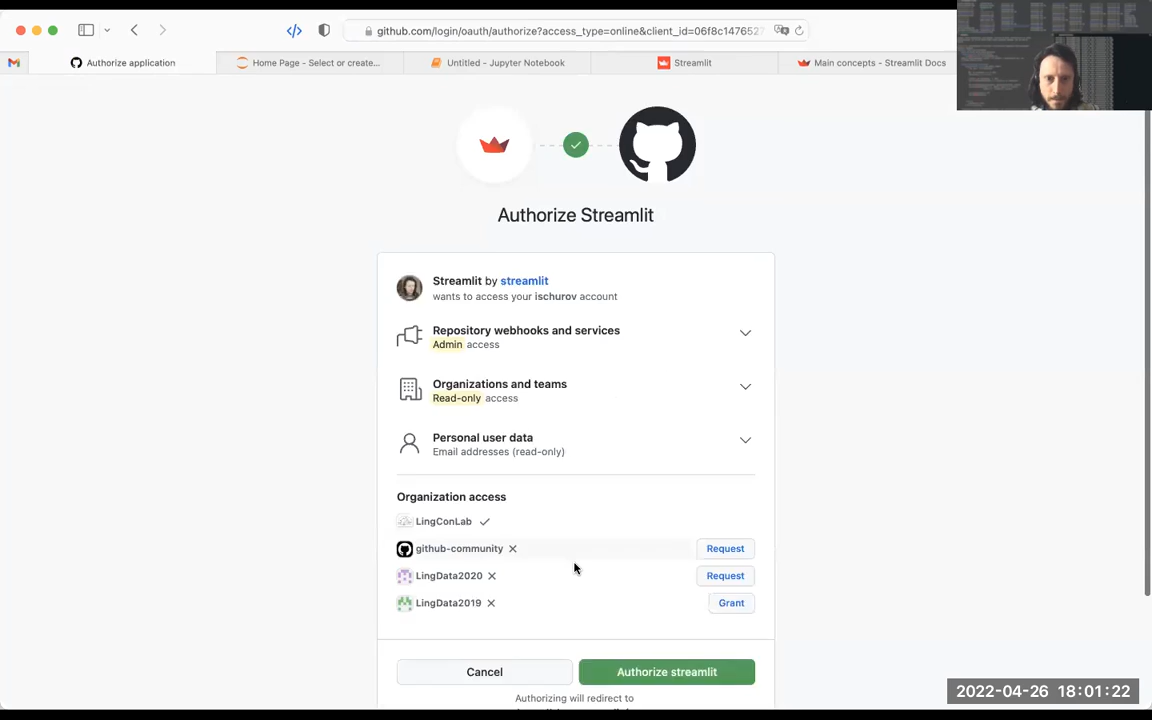 github.com/login/oauth/authorize?access_type=online&client_id=06f8c1476527
Authorize application
Home Page - Select or create...
Untitled - Jupyter Notebook
Streamlit
Main concepts — Streamlit Docs
Authorize Streamlit
Streamlit by streamlit
wants to access your ischurov account
Repository webhooks and services
Admin access
Organizations and teams
Read-only access
Personal user data
Email addresses (read-only)
Organization access
LingConLab
github-community
Request
LingData2020
Request
LingData2019
Grant
Cancel
Authorize streamlit
Authorizing will redirect to
2022-04-26 18:01:22